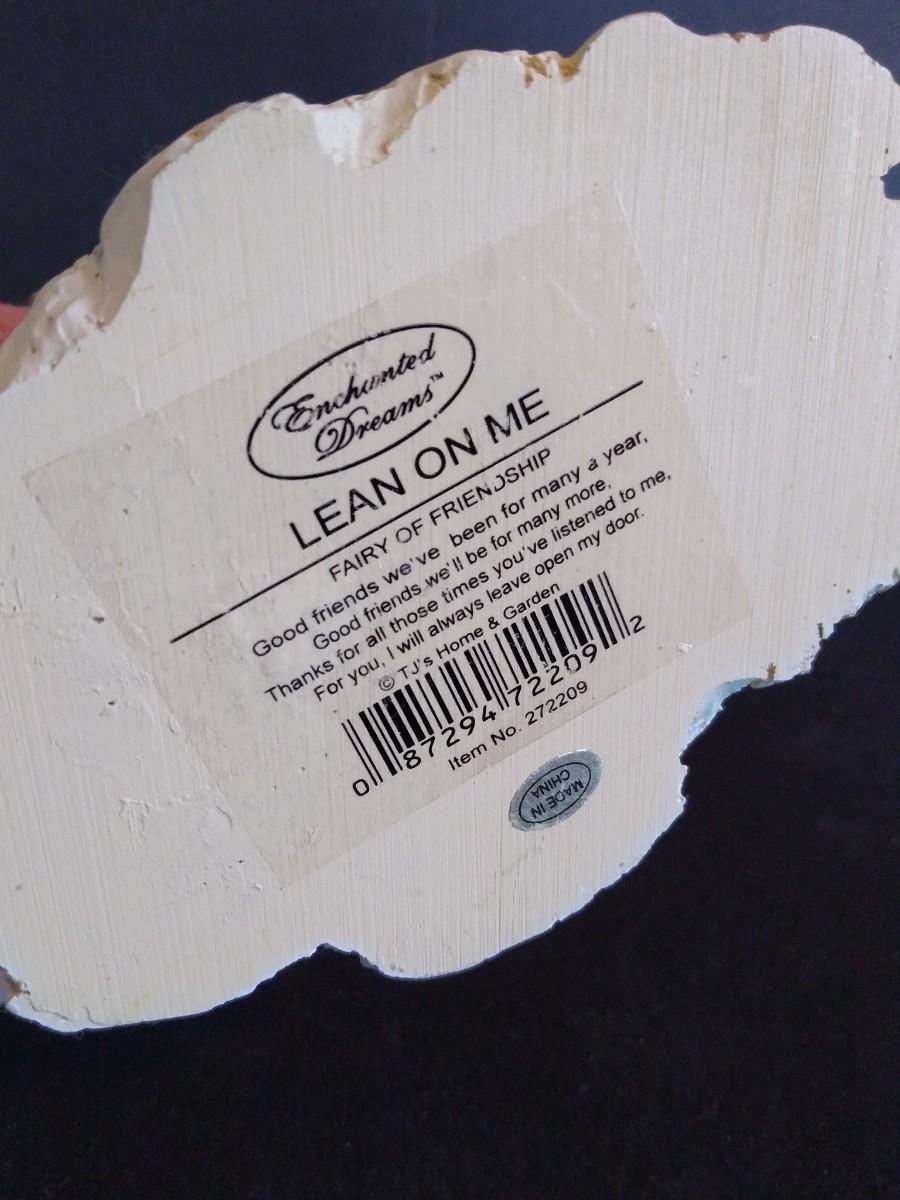 Enchanted
Dreams™
LEAN ON ME
FAIRY OF FRIENDSHIP
Good friends we've been for many a year,
Good friends we'll be for many more,
Thanks for all those times you've listened to me,
For you, I will always leave open my door.
© TJ's Home & Garden
0 87294 72209 2
Item No. 272209
MADE IN
CHINA